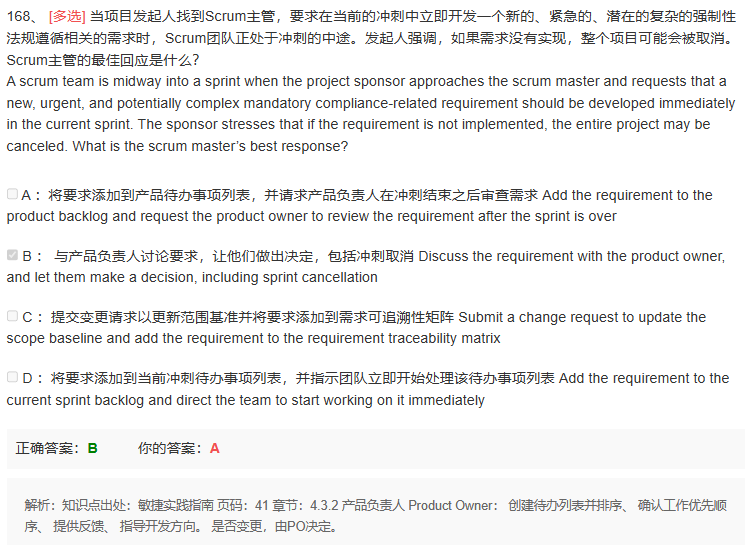 168、 [多选] 当项目发起人找到Scrum主管，要求在当前的冲刺中立即开发一个新的、紧急的、潜在的复杂的强制性
法规遵循相关的需求时，Scrum团队正处于冲刺的中途。发起人强调，如果需求没有实现，整个项目可能会被取消。
Scrum主管的最佳回应是什么？
A scrum team is midway into a sprint when the project sponsor approaches the scrum master and requests that a
new, urgent, and potentially complex mandatory compliance-related requirement should be developed immediately
in the current sprint. The sponsor stresses that if the requirement is not implemented, the entire project may be
canceled. What is the scrum master’s best response?
A： 将要求添加到产品待办事项列表，并请求产品负责人在冲刺结束之后审查需求 Add the requirement to the
product backlog and request the product owner to review the requirement after the sprint is over
B： 与产品负责人讨论要求，让他们做出决定，包括冲刺取消 Discuss the requirement with the product owner,
and let them make a decision, including sprint cancellation
C： 提交变更请求以更新范围基准并将要求添加到需求可追溯性矩阵 Submit a change request to update the
scope baseline and add the requirement to the requirement traceability matrix
D： 将要求添加到当前冲刺待办事项列表，并指示团队立即开始处理该待办事项列表 Add the requirement to the
current sprint backlog and direct the team to start working on it immediately
正确答案：B 你的答案：A
解析：知识点出处：敏捷实践指南 页码：41 章节：4.3.2 产品负责人 Product Owner： 创建待办列表并排序、 确认工作优先顺
序、 提供反馈、 指导开发方向。 是否变更，由PO决定。